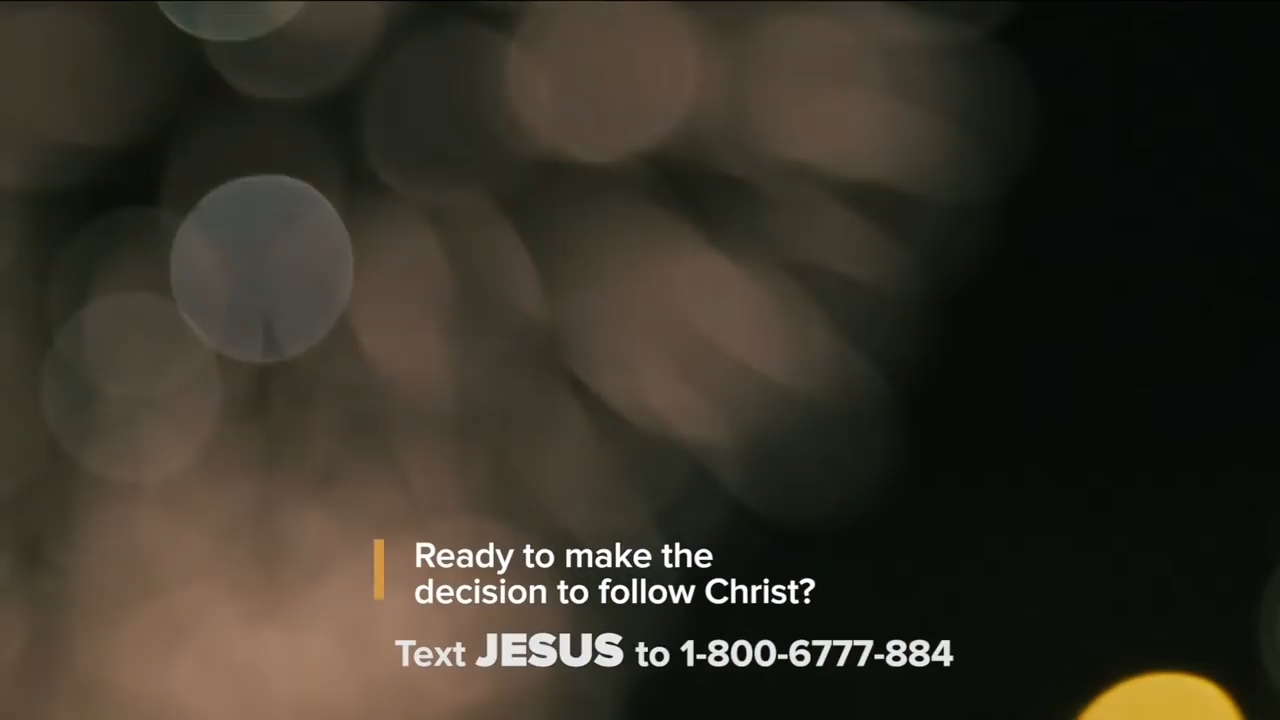 Ready to make the
decision to follow Christ?
Text JESUS to 1-800-6777-884